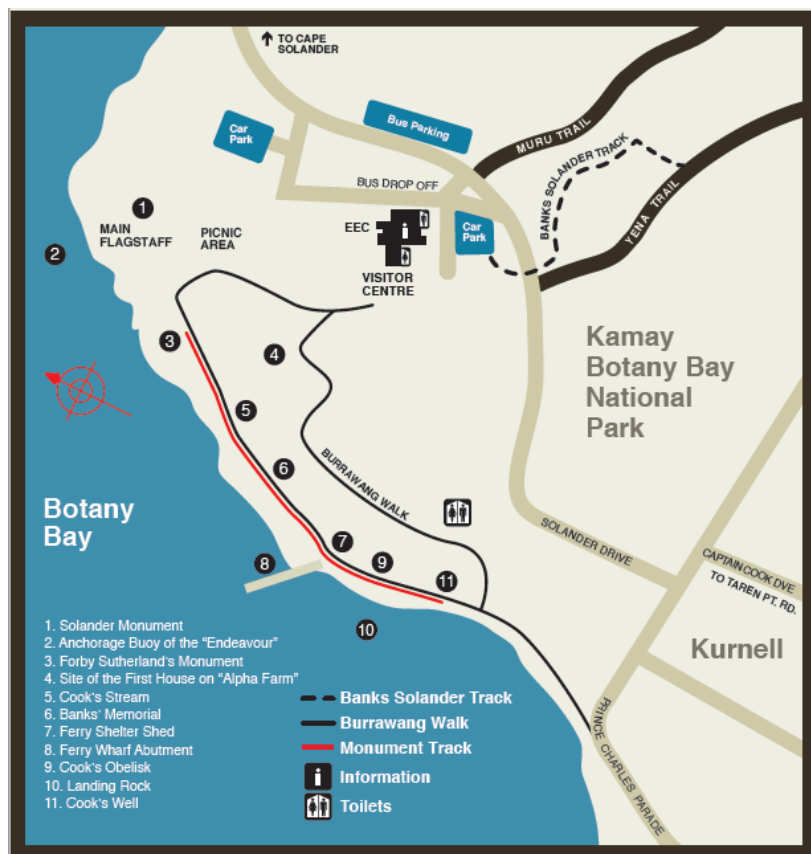 TO CAPE
SOLANDER
Car
Park
Bus Parking
MURU TRAIL
BUS DROP OFF
BANKS SOLANDER TRACK
YENA TRAIL
1
MAIN
FLAGSTAFF
PICNIC
AREA
EEC
i
Car
Park
VISITOR
CENTRE
2
3
4
5
6
Kamay
Botany Bay
National
Park
BURRAWANG WALK
Botany
Bay
7
8
9
10
11
SOLANDER DRIVE
CAPTAIN COOK DVE
TO TAREN PT. RD.
Kurnell
PRINCE CHARLES PARADE
1. Solander Monument
2. Anchorage Buoy of the “Endeavour”
3. Forby Sutherland's Monument
4. Site of the First House on “Alpha Farm”
5. Cook's Stream
6. Banks' Memorial
7. Ferry Shelter Shed
8. Ferry Wharf Abutment
9. Cook's Obelisk
10. Landing Rock
11. Cook's Well
Banks Solander Track
Burrawang Walk
Monument Track
i Information
Toilets